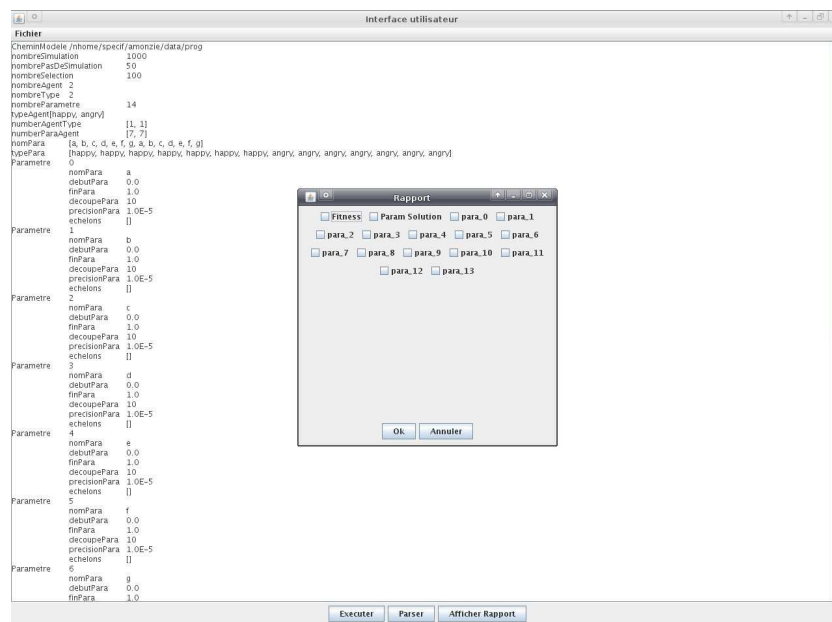 Interface utilisateur
Fichier
CheminModele /nhome/specif/amonzie/data/prog
nombreSimulation 1000
nombrePasDeSimulation 50
nombreSelection 100
nombreAgent 2
nombreType 2
nombreParametre 14
typeAgent[happy, angry]
numberAgentType [1, 1]
numberParaAgent [7, 7]
nomPara [a, b, c, d, e, f, g, a, b, c, d, e, f, g]
typePara [happy, happy, happy, happy, happy, happy, happy, angry, angry, angry, angry, angry, angry, angry]
Parametre 0
nomPara a
debutPara 0.0
finPara 1.0
decoupePara 10
precisionPara 1.0E-5
echelons []
Parametre 1
nomPara b
debutPara 0.0
finPara 1.0
decoupePara 10
precisionPara 1.0E-5
echelons []
Parametre 2
nomPara c
debutPara 0.0
finPara 1.0
decoupePara 10
precisionPara 1.0E-5
echelons []
Parametre 3
nomPara d
debutPara 0.0
finPara 1.0
decoupePara 10
precisionPara 1.0E-5
echelons []
Parametre 4
nomPara e
debutPara 0.0
finPara 1.0
decoupePara 10
precisionPara 1.0E-5
echelons []
Parametre 5
nomPara f
debutPara 0.0
finPara 1.0
decoupePara 10
precisionPara 1.0E-5
echelons []
Parametre 6
nomPara g
debutPara 0.0
finPara 1.0
Rapport
Fitness Param Solution para_0 para_1
para_2 para_3 para_4 para_5 para_6
para_7 para_8 para_9 para_10 para_11
para_12 para_13
Ok Annuler
Executer Parser Afficher Rapport